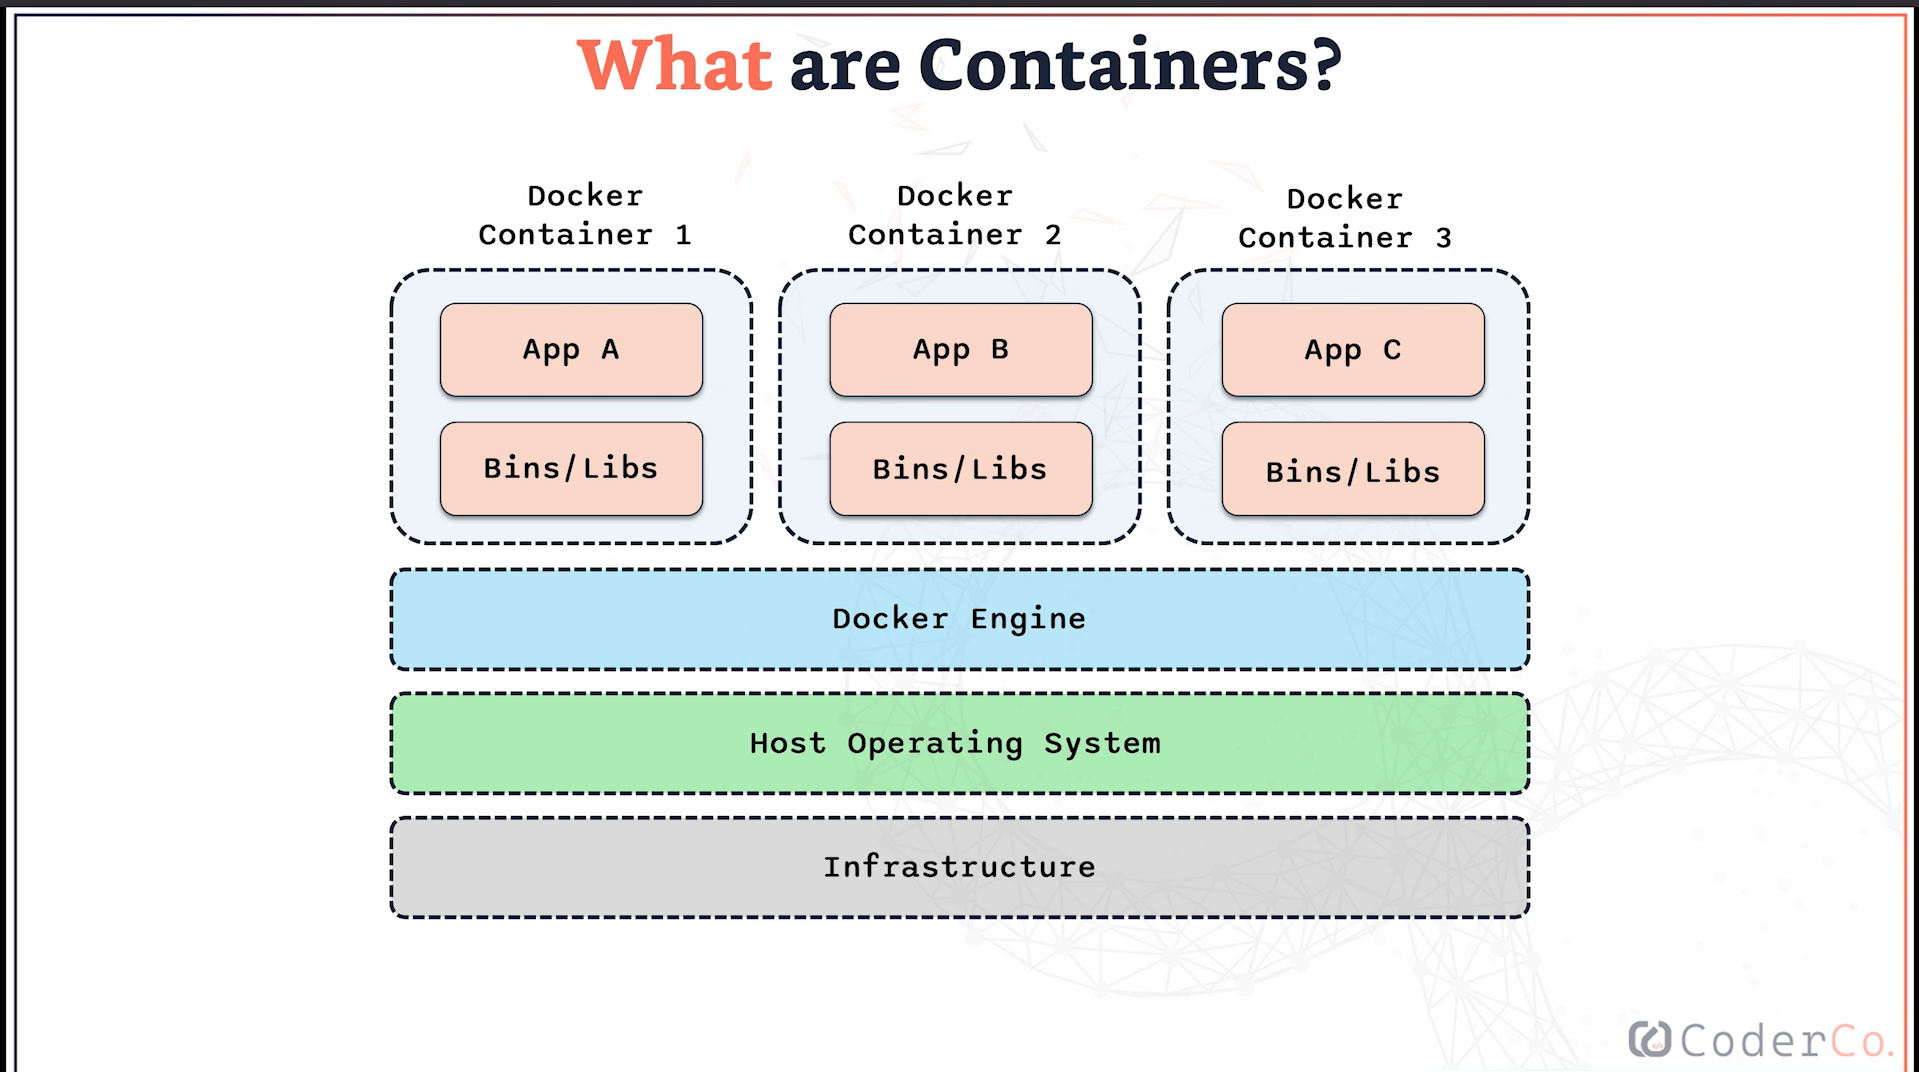 What are Containers?
Docker
Container 1
Docker
Container 2
Docker
Container 3
App A
App B
App C
Bins/Libs
Bins/Libs
Bins/Libs
Docker Engine
Host Operating System
Infrastructure
CoderCo.